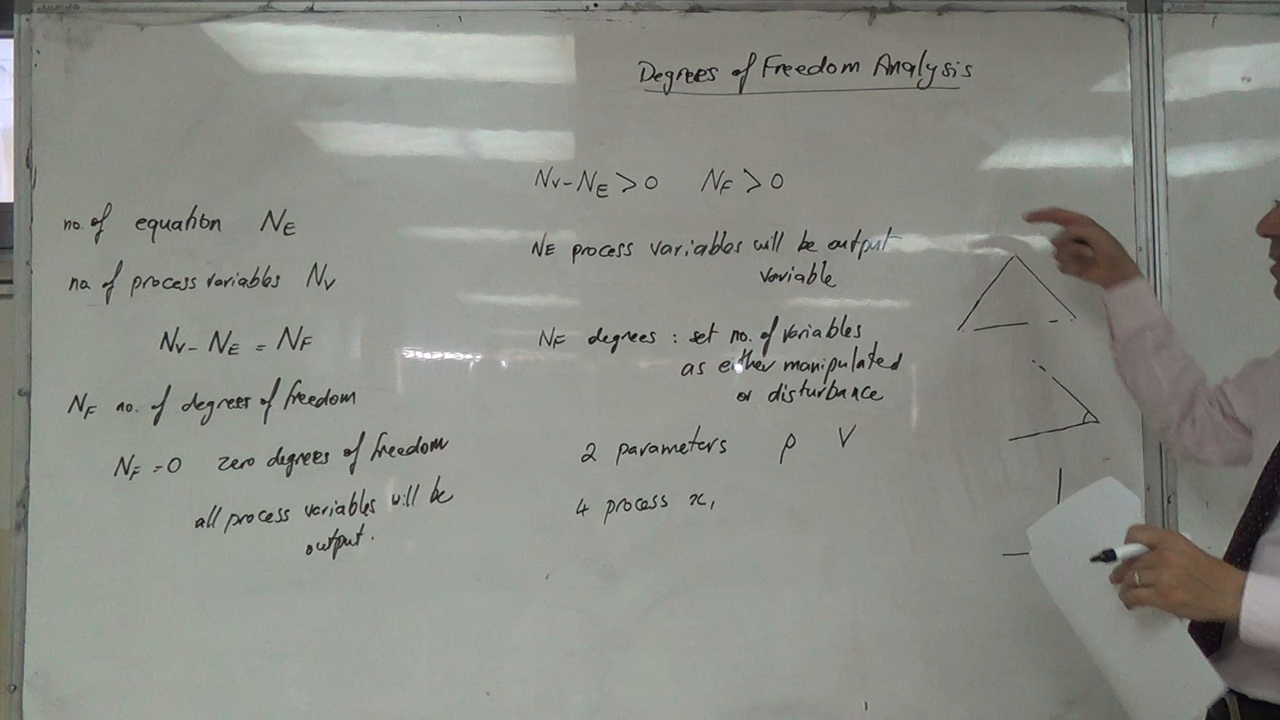 Degrees of Freedom Analysis
no. of equation NE
no. of process variables NV
NV - NE = NF
NF no. of degrees of freedom
NF = 0 zero degrees of freedom
all process variables will be
output.
NV - NE > 0 NF > 0
NE process variables will be output
variable
NF degrees : set no. of variables
as either manipulated
or disturbance
2 parameters ρ V
4 process x,